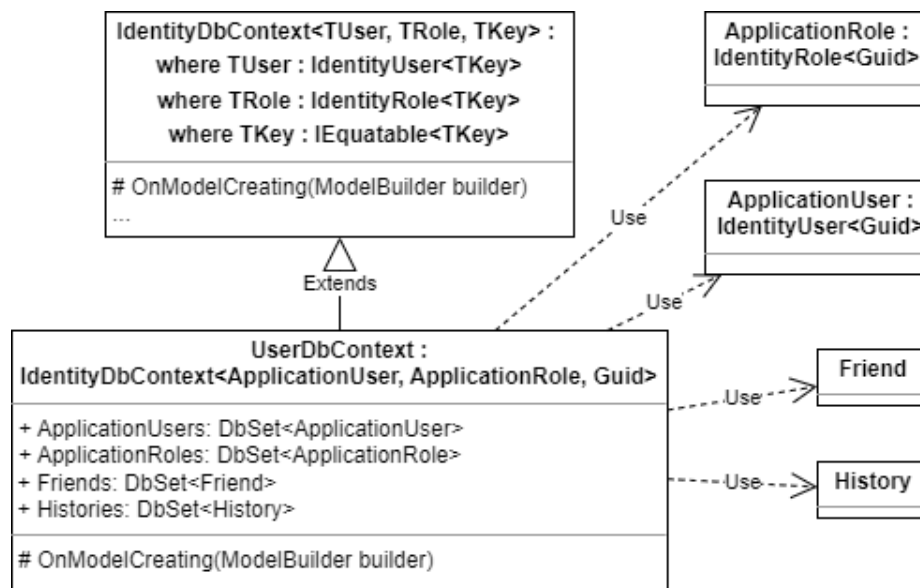 IdentityDbContext<TUser, TRole, TKey> :
where TUser : IdentityUser<TKey>
where TRole : IdentityRole<TKey>
where TKey : IEquatable<TKey>
# OnModelCreating(ModelBuilder builder)
...
ApplicationRole :
IdentityRole<Guid>
Use
ApplicationUser :
IdentityUser<Guid>
Use
Extends
UserDbContext :
IdentityDbContext<ApplicationUser, ApplicationRole, Guid>
+ ApplicationUsers: DbSet<ApplicationUser>
+ ApplicationRoles: DbSet<ApplicationRole>
+ Friends: DbSet<Friend>
+ Histories: DbSet<History>
# OnModelCreating(ModelBuilder builder)
Use
Friend
Use
History